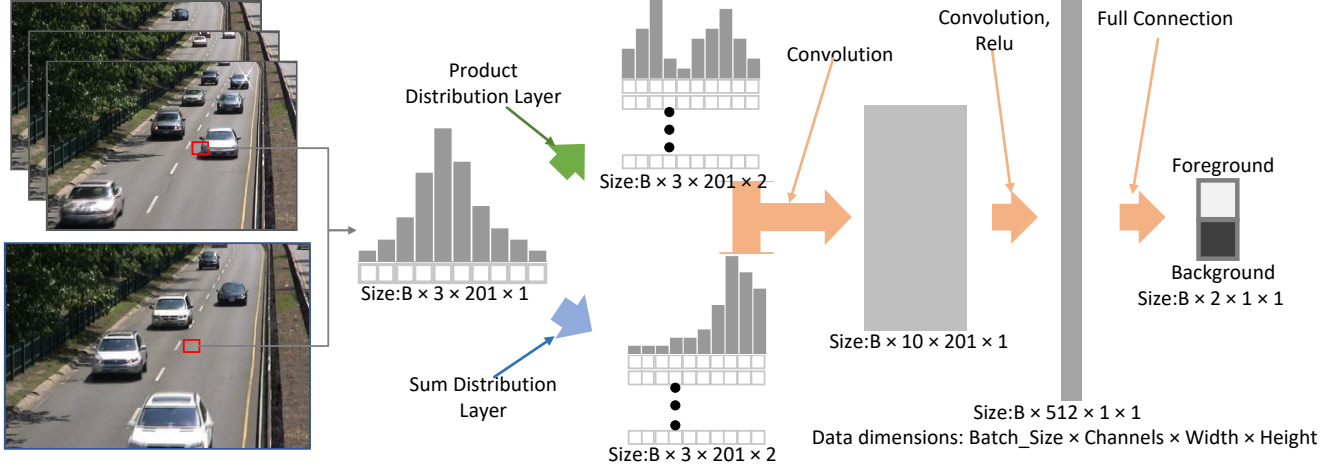 Product
Distribution Layer
Size:B × 3 × 201 × 1
Sum Distribution
Layer
Size:B × 3 × 201 × 2
Size:B × 3 × 201 × 2
Convolution
Size:B × 10 × 201 × 1
Convolution,
Relu
Size:B × 512 × 1 × 1
Full Connection
Foreground
Background
Size:B × 2 × 1 × 1
Data dimensions: Batch_Size × Channels × Width × Height